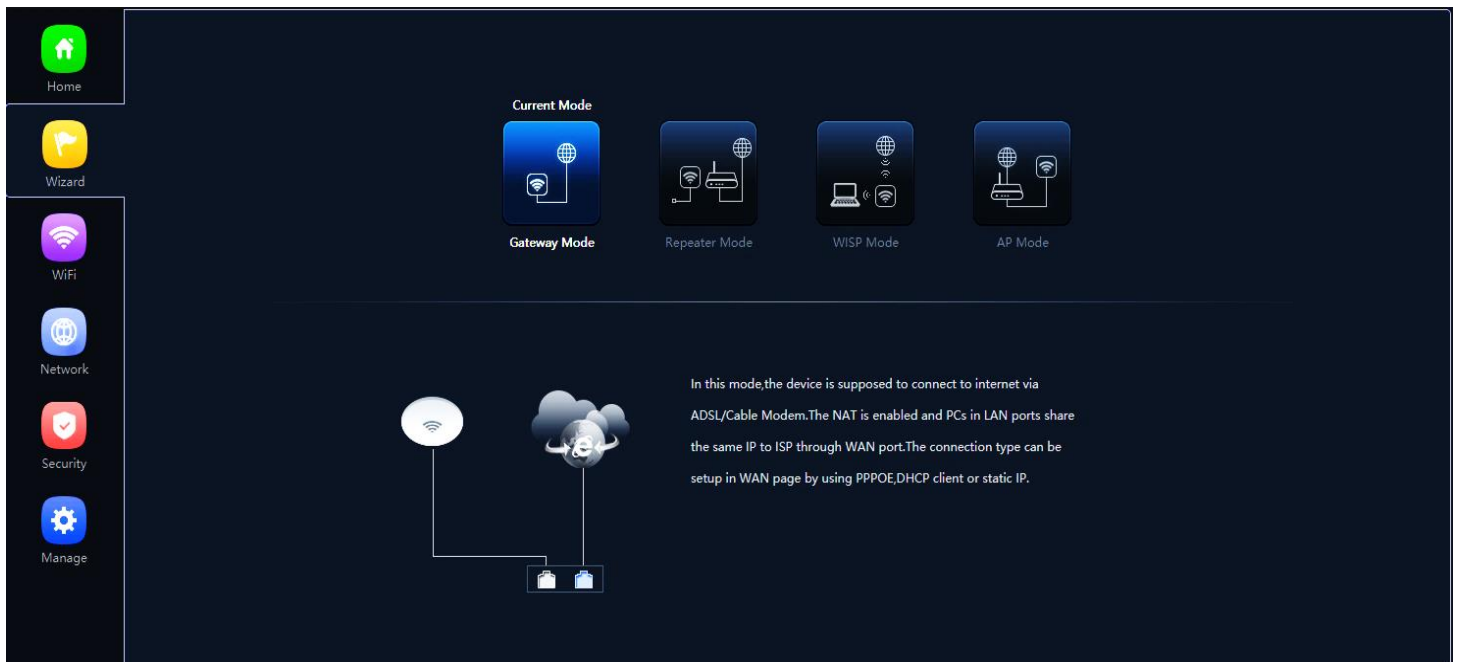 Home
Wizard
WiFi
Network
Security
Manage
Current Mode
Gateway Mode
Repeater Mode
WISP Mode
AP Mode
In this mode,the device is supposed to connect to internet via
ADSL/Cable Modem.The NAT is enabled and PCs in LAN ports share
the same IP to ISP through WAN port.The connection type can be
setup in WAN page by using PPPOE,DHCP client or static IP.